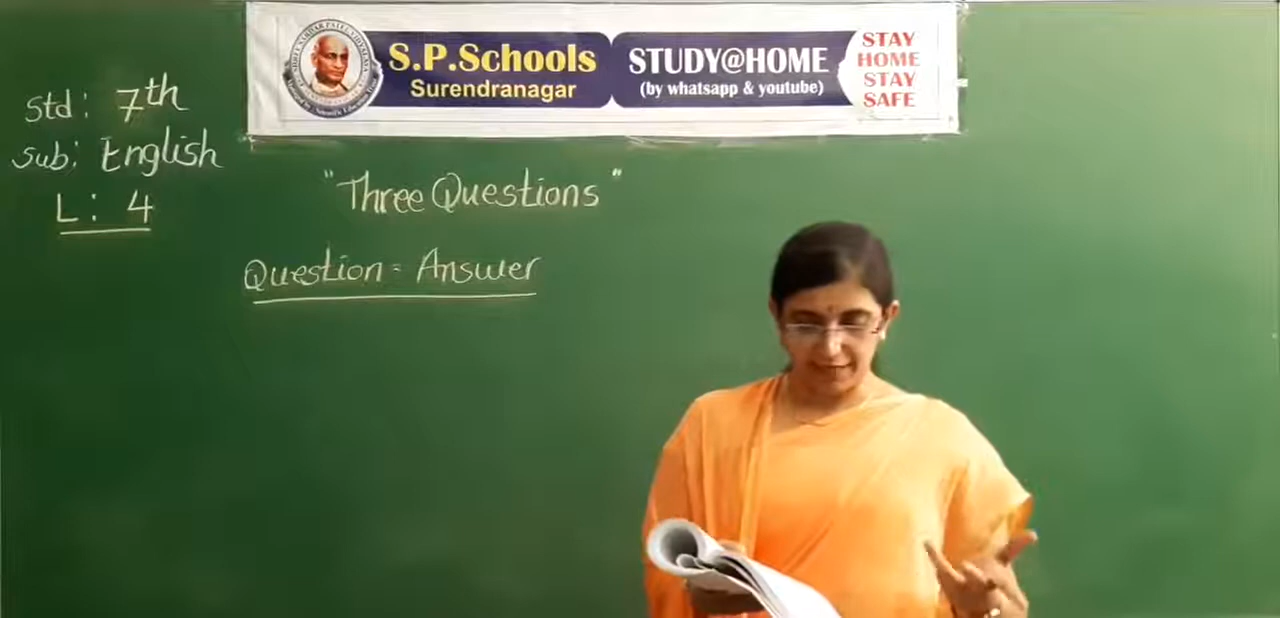 S.P.Schools
Surendranagar
STUDY@HOME
(by whatsapp & youtube)
STAY
HOME
STAY
SAFE
Std: 7th
Sub: English
L: 4
"Three Questions"
Question = Answer